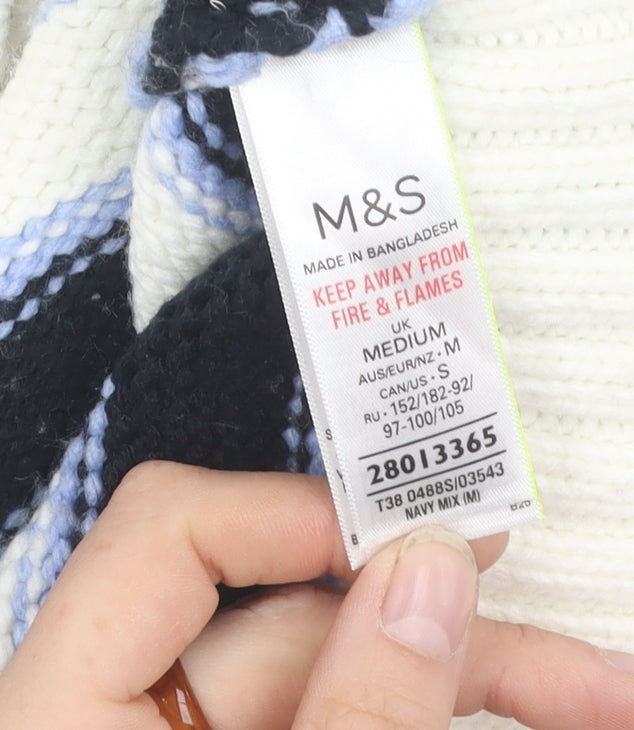 M&S
MADE IN BANGLADESH
KEEP AWAY FROM
FIRE & FLAMES
UK
MEDIUM
AUS/EUR/NZ • M
CAN/US • S
RU • 152/182-92/
97-100/105
28013365
T38 0488S/03543
NAVY MIX (M)